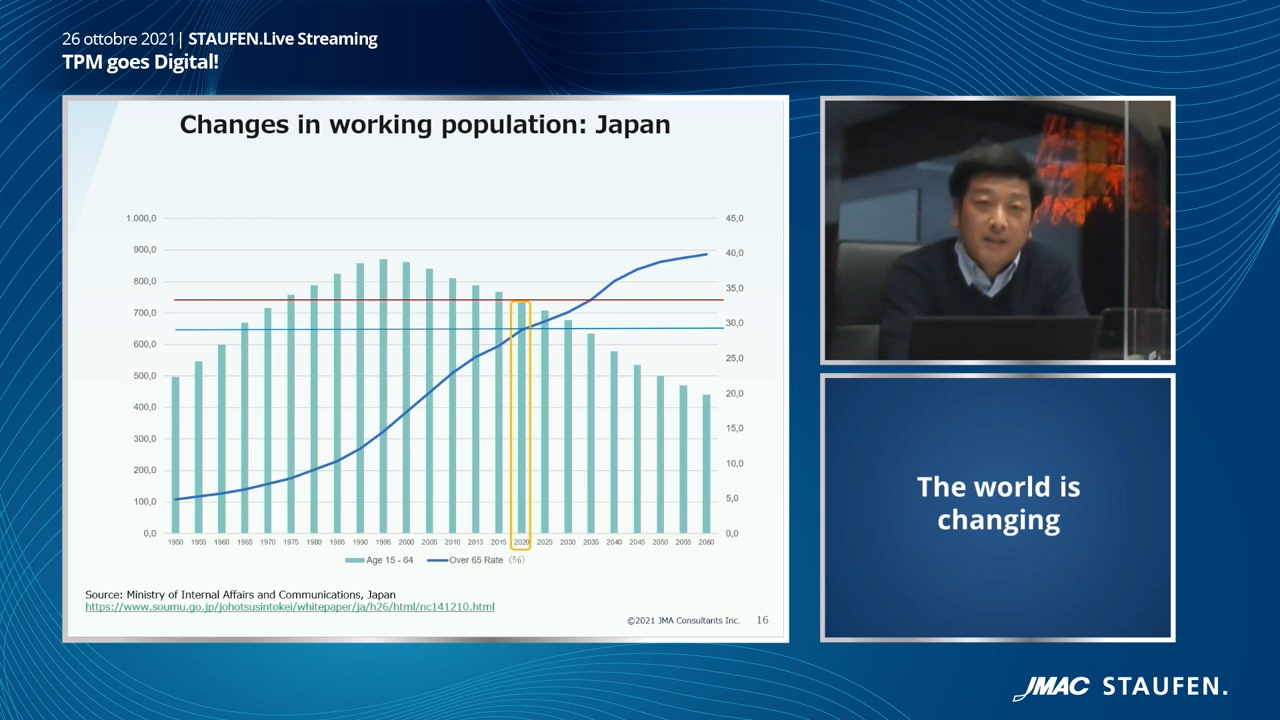 26 ottobre 2021| STAUFEN.Live Streaming
TPM goes Digital!
Changes in working population: Japan
1.000,0
900,0
800,0
700,0
600,0
500,0
400,0
300,0
200,0
100,0
0,0
45,0
40,0
35,0
30,0
25,0
20,0
15,0
10,0
5,0
0,0
1950 1955 1960 1965 1970 1975 1980 1985 1990 1995 2000 2005 2010 2013 2015 2020 2025 2030 2035 2040 2045 2050 2055 2060
Age 15 - 64 Over 65 Rate (%)
Source: Ministry of Internal Affairs and Communications, Japan
https://www.soumu.go.jp/johotsusintokei/whitepaper/ja/h26/html/nc141210.html
©2021 JMA Consultants Inc. 16
The world is
changing
JMAC STAUFEN.